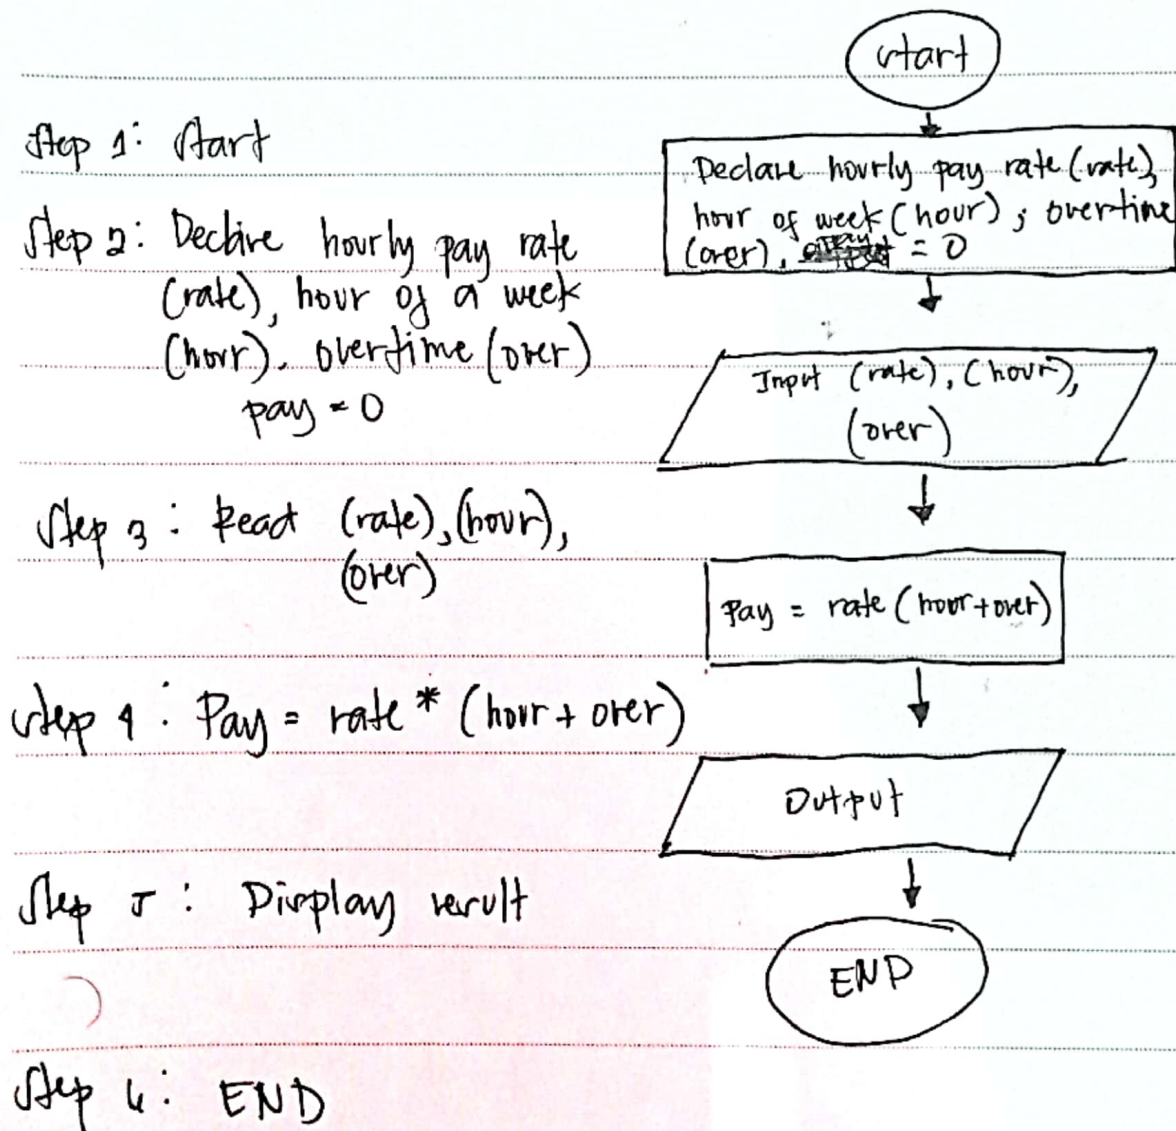 Step 1: Start
Step 2: Declare hourly pay rate
(rate), hour of a week
(hour). overtime (over)
pay = 0
Step 3: Read (rate), (hour),
(over)
Step 4: Pay = rate * (hour + over)
Step 5: Display result
Step 6: END
Start
Declare hourly pay rate (rate),
hour of week (hour), overtime
(over), = 0
Input (rate), (hour),
(over)
Pay = rate (hour+over)
Output
END